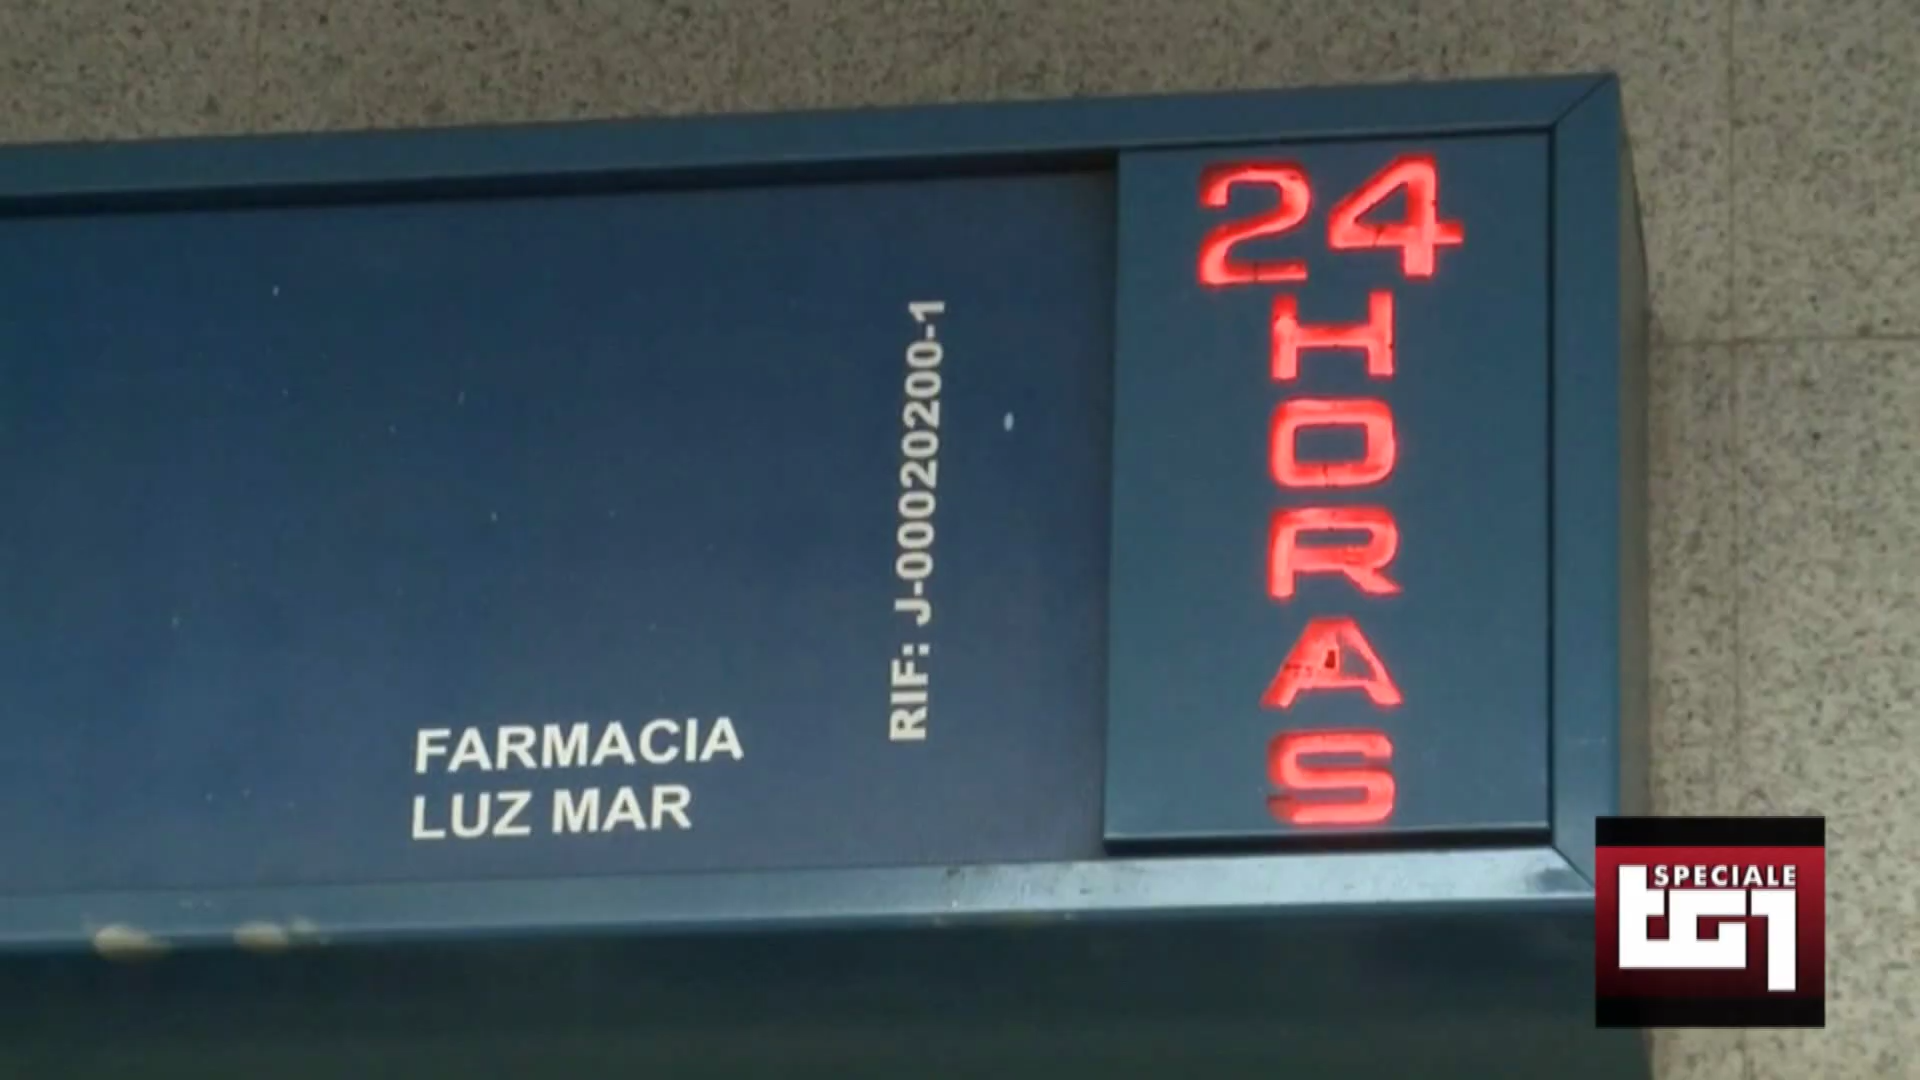 FARMACIA
LUZ MAR
RIF: J-00020200-1
24
HORAS
SPECIALE
TG1